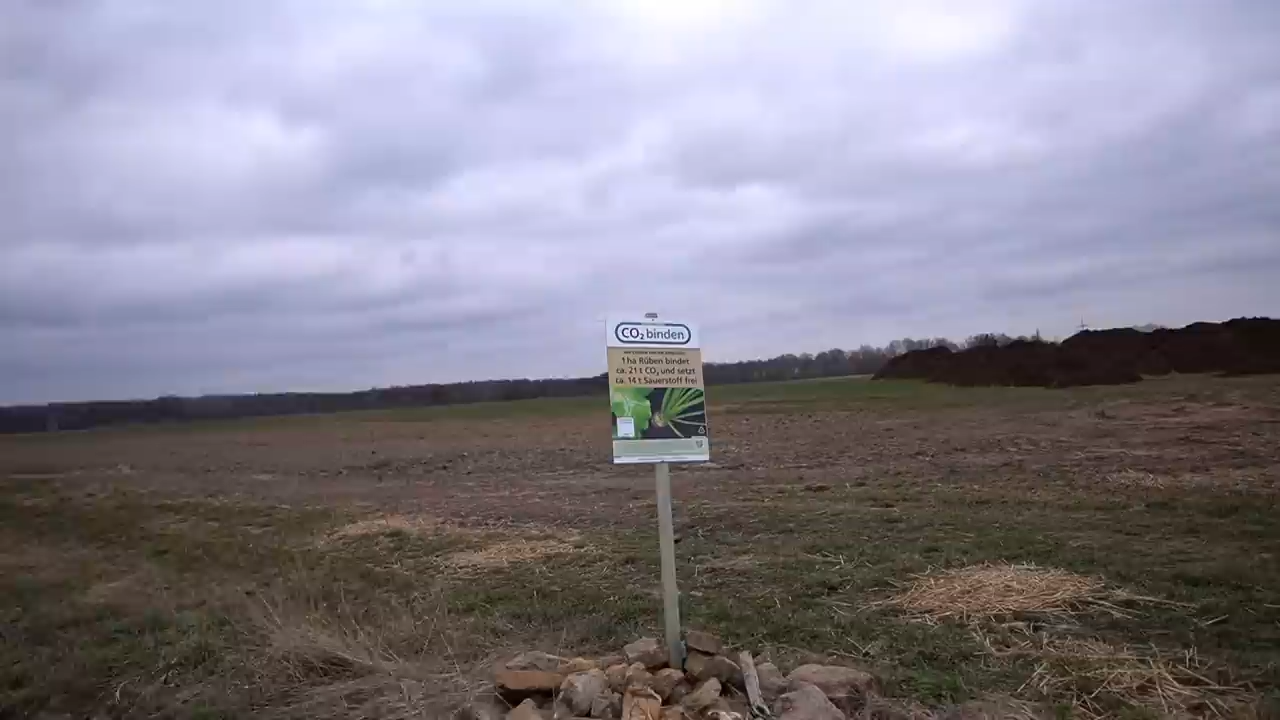 CO₂ binden
1 ha Rüben bindet
ca. 21 t CO₂ und setzt
ca. 14 t Sauerstoff frei